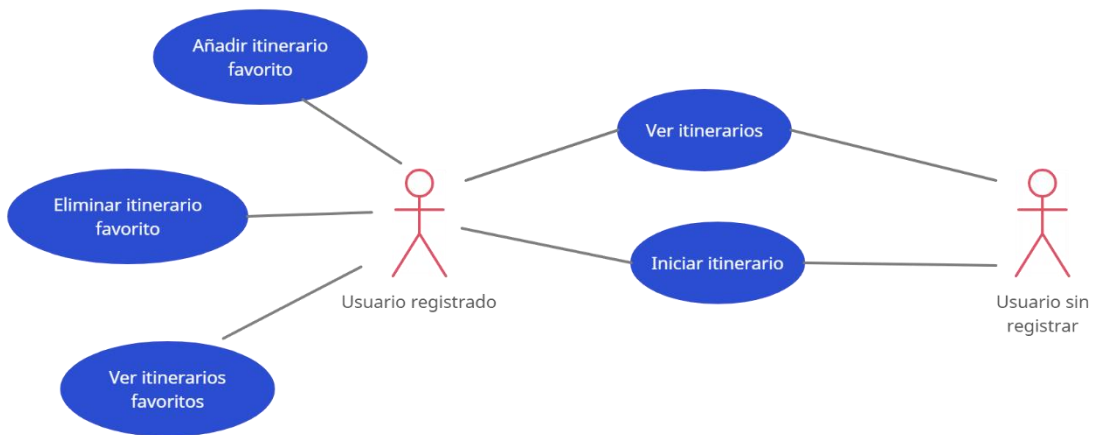 Añadir itinerario
favorito
Ver itinerarios
Eliminar itinerario
favorito
Iniciar itinerario
Usuario registrado
Usuario sin
registrar
Ver itinerarios
favoritos